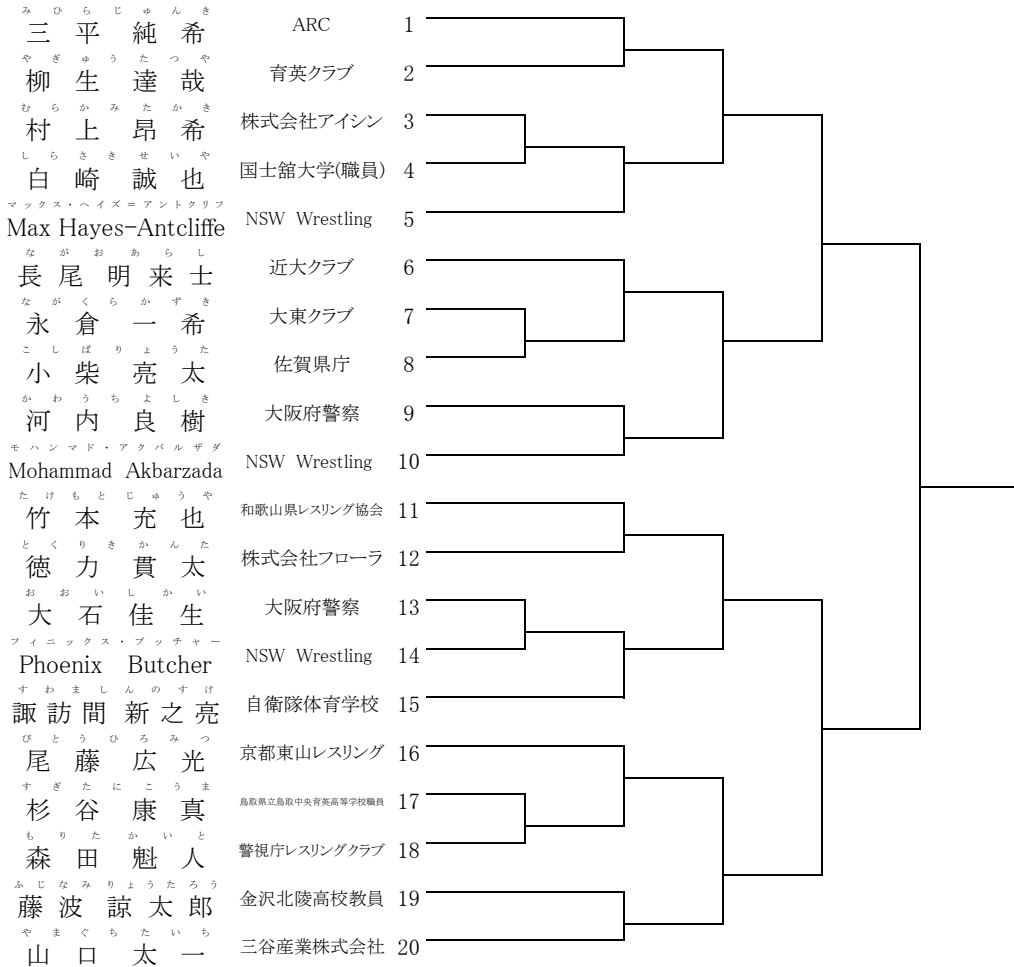 みひらじゅんき
三平純希 ARC 1
やぎゅうたつや
柳生達哉 育英クラブ 2
むらかみたかき
村上昂希 株式会社アイシン 3
しらさきせいや
白崎誠也 国士舘大学(職員) 4
マックス・ヘイズ＝アントクリフ
Max Hayes-Antcliffe NSW Wrestling 5
ながおあらし
長尾明来士 近大クラブ 6
ながくらかずき
永倉一希 大東クラブ 7
こしばりょうた
小柴亮太 佐賀県庁 8
かわうちよしき
河内良樹 大阪府警察 9
モハンマド・アクバルザダ
Mohammad Akbarzada NSW Wrestling 10
たけもとじゅうや
竹本充也 和歌山県レスリング協会 11
とくりきかんた
徳力貫太 株式会社フローラ 12
おおいしかい
大石佳生 大阪府警察 13
フィニックス・ブッチャー
Phoenix Butcher NSW Wrestling 14
すわましんのすけ
諏訪間新之亮 自衛隊体育学校 15
びとうひろみつ
尾藤広光 京都東山レスリング 16
すぎたにこうま
杉谷康真 鳥取県立鳥取中央育英高等学校職員 17
もりたかいと
森田魁人 警視庁レスリングクラブ 18
ふじなみりょうたろう
藤波諒太郎 金沢北陵高校教員 19
やまぐちたいち
山口太一 三谷産業株式会社 20